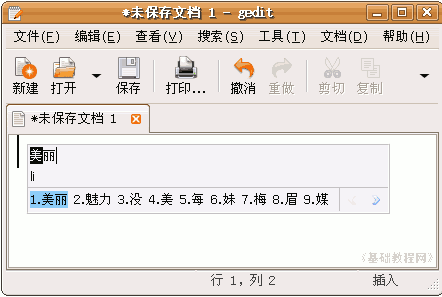 *未保存文档 1 - gedit
文件(F) 编辑(E) 查看(V) 搜索(S) 工具(T) 文档(D) 帮助(H)
新建 打开 保存 打印... 撤消 重做 剪切 复制
*未保存文档 1
美丽
li
1.美丽 2.魅力 3.没 4.美 5.每 6.妹 7.梅 8.眉 9.媒
《基础教程网》
行 1, 列 2 插入